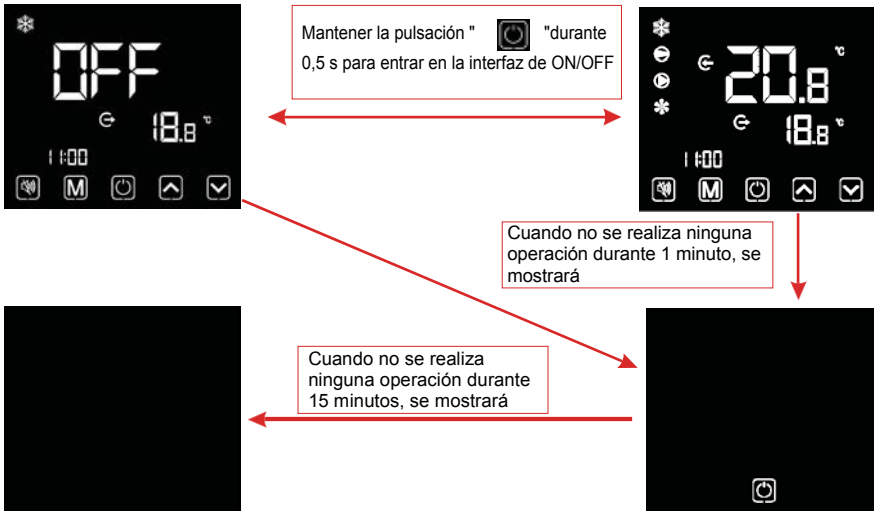 Mantener la pulsación " "durante
0,5 s para entrar en la interfaz de ON/OFF
OFF
18.8 °C
11:00
M
20.8 °C
18.8 °C
11:00
M
Cuando no se realiza ninguna
operación durante 1 minuto, se
mostrará
Cuando no se realiza
ninguna operación durante
15 minutos, se mostrará